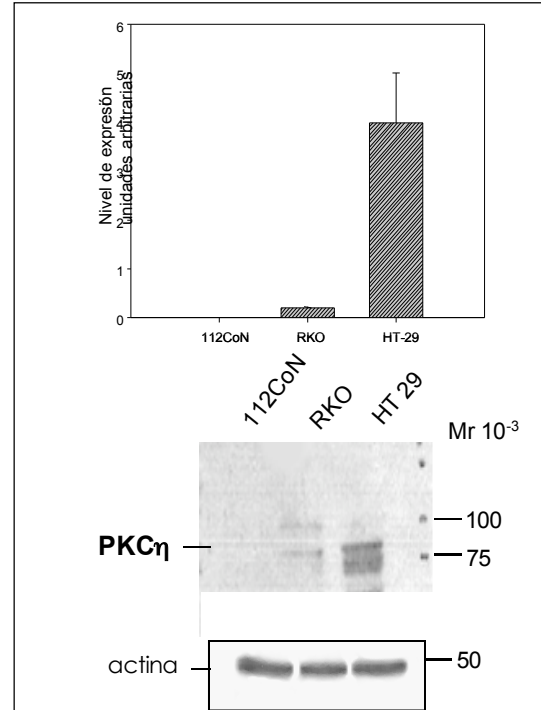 Nivel de expresiõn
unidades arbitrarias
6
5
4
3
2
1
0
112CoN RKO HT-29
112CoN RKO HT 29
Mr 10⁻³
PKCη
100
75
actina
50